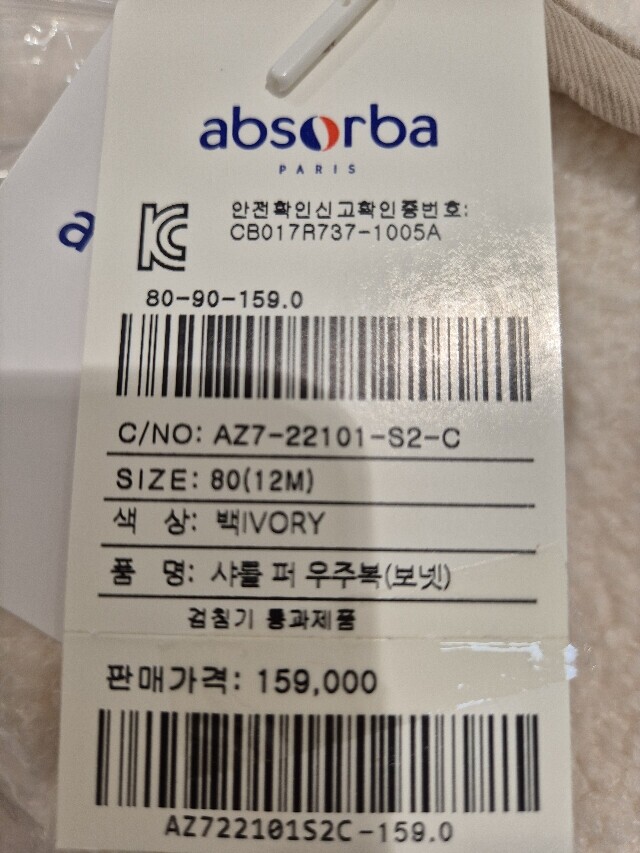 absorba
PARIS
a
안전확인신고확인증번호:
CB017R737-1005A
80-90-159.0
C/NO: AZ7-22101-S2-C
SIZE: 80(12M)
색 상: 백IVORY
품 명: 샤틀 퍼 우주복(보넷)
검침기 통과제품
판매가격: 159,000
AZ722101S2C-159.0